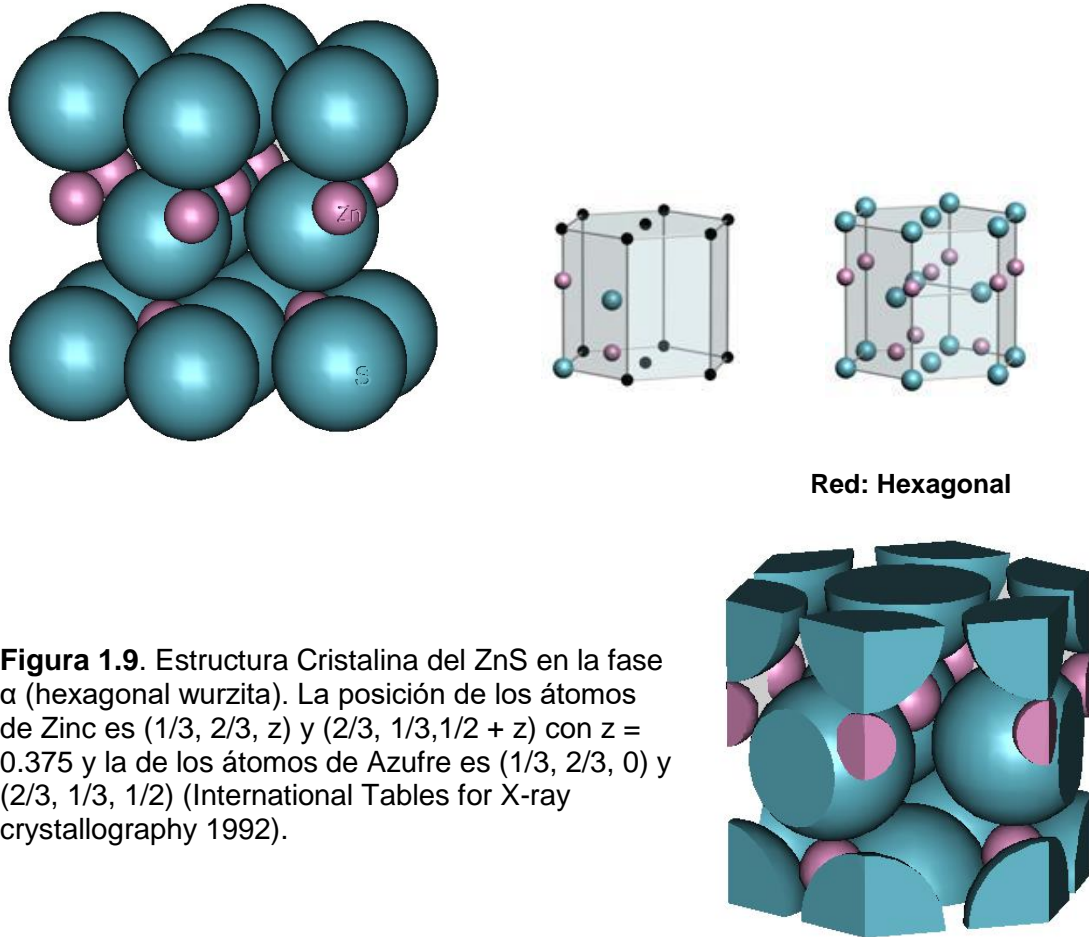 Zn
S
Red: Hexagonal
Figura 1.9. Estructura Cristalina del ZnS en la fase
α (hexagonal wurzita). La posición de los átomos
de Zinc es (1/3, 2/3, z) y (2/3, 1/3,1/2 + z) con z =
0.375 y la de los átomos de Azufre es (1/3, 2/3, 0) y
(2/3, 1/3, 1/2) (International Tables for X-ray
crystallography 1992).